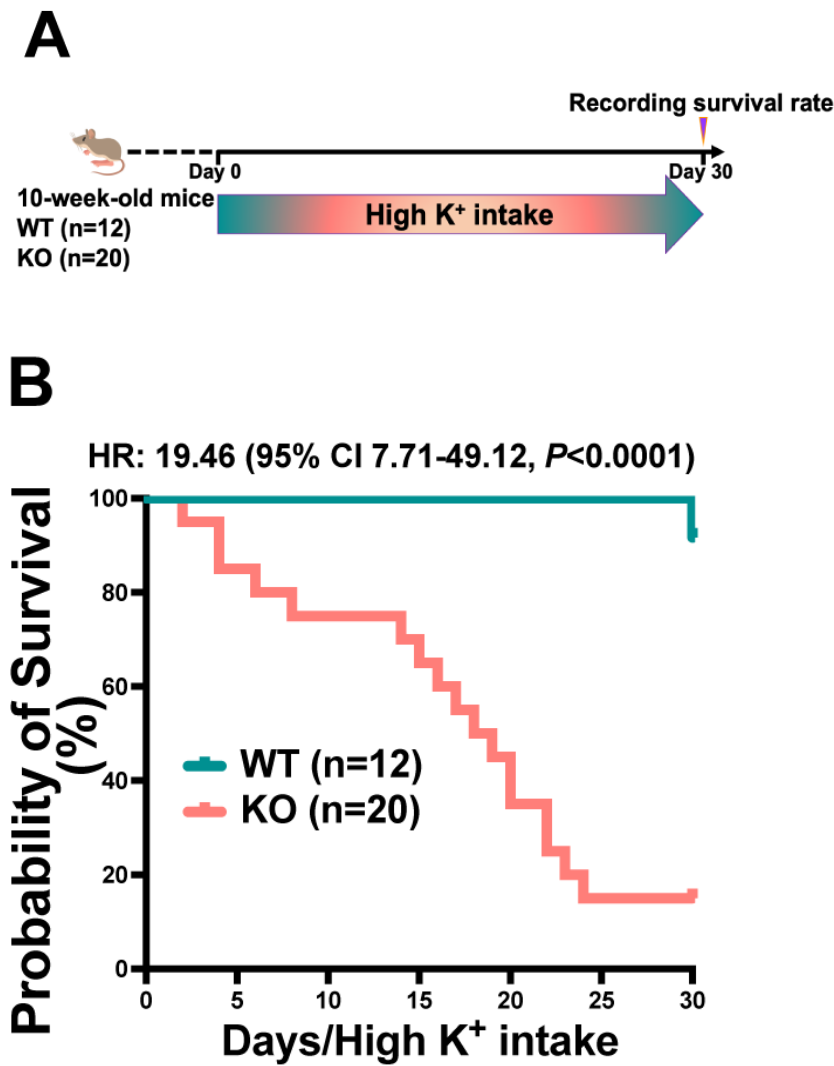 A
Recording survival rate
Day 0
Day 30
10-week-old mice
WT (n=12)
KO (n=20)
High K⁺ intake
B
HR: 19.46 (95% CI 7.71-49.12, P<0.0001)
Probability of Survival
(%)
100
80
60
40
20
0
WT (n=12)
KO (n=20)
0 5 10 15 20 25 30
Days/High K⁺ intake